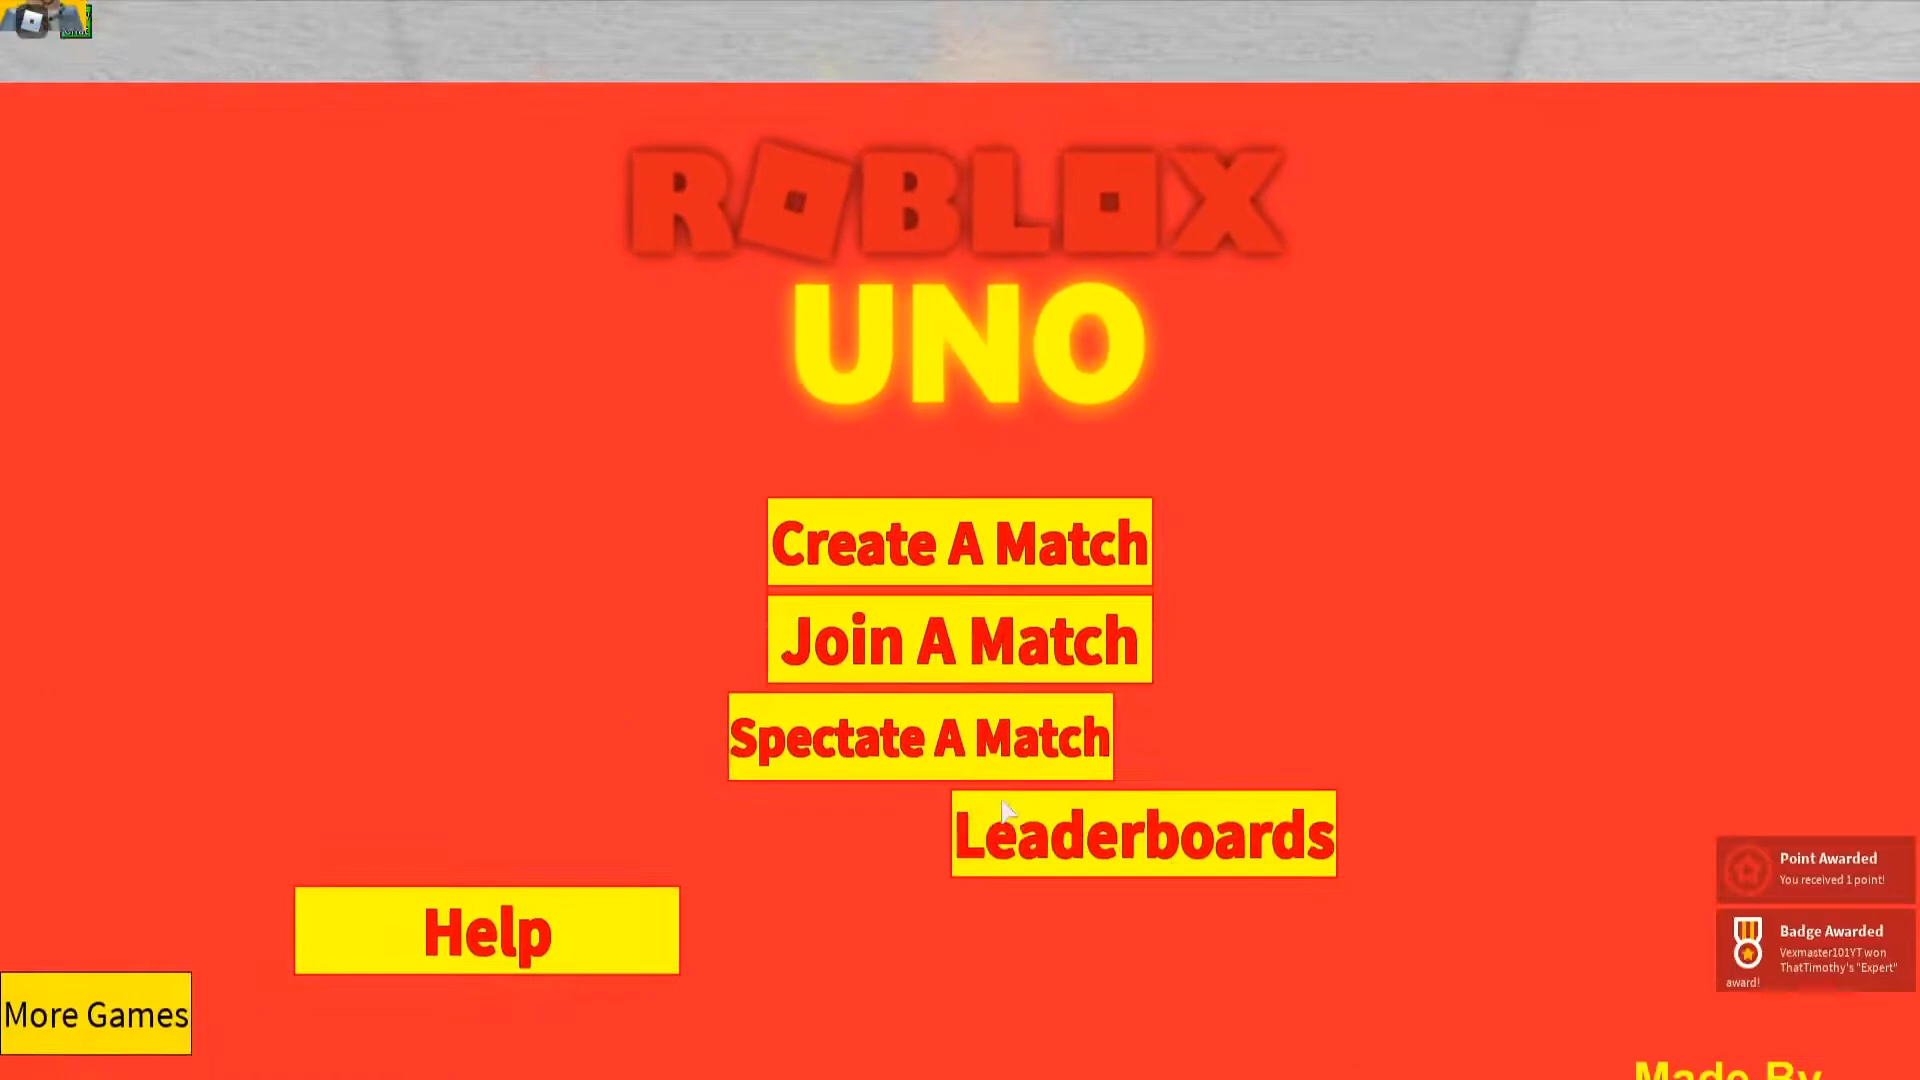 ROBLOX
UNO
Create A Match
Join A Match
Spectate A Match
Leaderboards
Help
More Games
Point Awarded
You received 1 point!
Badge Awarded
Vexmaster101YT won
ThatTimothy's "Expert"
award!
Made By